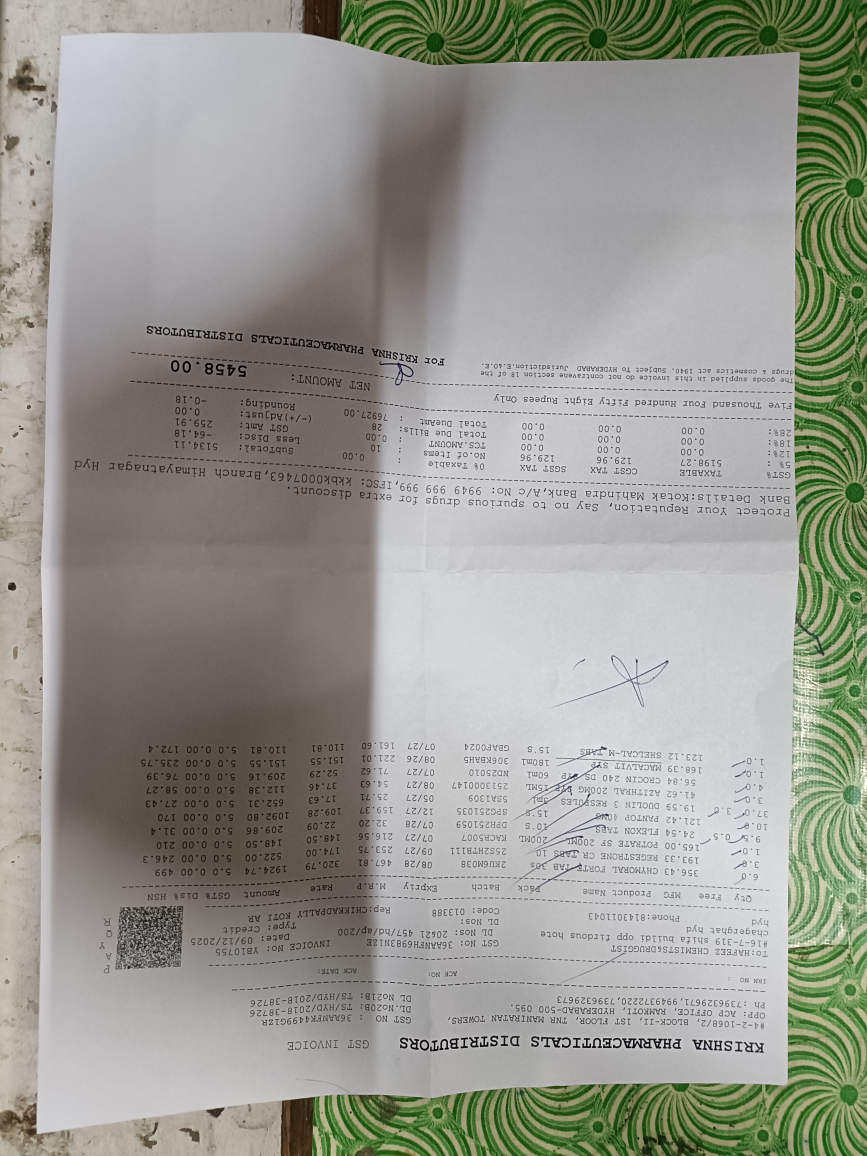 KRISHNA PHARMACEUTICALS DISTRIBUTORS GST INVOICE
#4-2-1068/2, BLOCK-II, 1ST FLOOR, TNR MANIRATAN TOWERS, GST NO : 36AANFK4499G1ZR
OPP: ACP OFFICE, RAMKOTI, HYDERABAD-500 095. DL.No20B: TS/HYD/2018-38726
Ph : 7396329671,9949372220,7396329673 DL No21B: TS/HYD/2018-38726
IRN NO : ACK NO: ACK DATE:
TO:HAFEEZ CHEMISTS&DRUGGIST GST NO: 36AANFH6983N1ZE INVOICE NO: YB10755
#16-7-319 shifa buildi opp firdous hote DL Nos: 20&21 457/hd/ap/200 Date: 09/12/2025
chagerghat hyd DL Nos: Type: Credit
hyd Phone:8143011043 Code: 013388 Rep:CHIKKADPALLY KOTI AR
PAY QR
Qty Free MFG Product Name Pack Batch Expriy M.R.P Rate Amount GST% Dis% HSN
6.0 356.43 CHYMORAL FORTE TAB 30s 2KU6M038 08/28 467.81 320.79 1924.74 5.0 0.00 499
3.0 193.33 REGESTRONE CR TABS 10 2S52BT8111 09/27 253.75 174.00 522.00 5.0 0.00 246.3
1.0 165.00 POTRATE SF 200ML 200ML KACRS007 07/27 216.56 148.50 148.50 5.0 0.00 210
9.5 0.5 24.54 FLEXON TABS 10'S DPH251059 07/28 32.20 22.09 209.86 5.0 0.00 31.4
10.0 121.42 PANTOP 40MG 15'S SPC251035 12/27 159.37 109.28 1092.80 5.0 0.00 170
37.0 3.0 19.59 DUOLIN 3 RESPULES 3ml SA81309 05/27 25.71 17.63 652.31 5.0 0.00 27.43
3.0 41.62 AZITHRAL 200MG SYP 15ML 2513000147 08/27 54.63 37.46 112.38 5.0 0.00 58.27
4.0 56.84 CROCIN 240 DS SYP 60ml NDZ5010 07/27 71.62 52.29 209.16 5.0 0.00 76.39
1.0 168.39 MACALVIT SYP 180ml 306KAHBS 08/26 221.01 151.55 151.55 5.0 0.00 235.75
1.0 123.12 SHELCAL-M TABS 15'S GBAF0024 07/27 161.60 110.81 110.81 5.0 0.00 172.4
Protect Your Reputation, Say no to spurious drugs for extra discount.
Bank Details:Kotak Mahindra Bank,A/c No: 9949 999 999,IFSC: kkbk0007463,Branch Himayatnagar Hyd
GST% TAXABLE CGST TAX SGST TAX 0% Taxable : 0.00 Subtotal: 5134.11
5% : 5198.27 129.96 129.96 No.of Items : 10 Less Disc: -64.18
12%: 0.00 0.00 0.00 TCS.AMOUNT : 0.00 GST Amt: 259.91
18%: 0.00 0.00 0.00 Total Due Bills: 28 (-/+)Adjust: 0.00
28%: 0.00 0.00 0.00 Total DueAmt : 76927.00 Rounding: -0.18
Five Thousand Four Hundred Fifty Eight Rupees Only NET AMOUNT: 5458.00
The goods supplied in this invoice do not contravene section 18 of the
drugs & cosmetics act 1940. Subject To HYDERABAD Jurisdiction,E.&O.E. For KRISHNA PHARMACEUTICALS DISTRIBUTORS